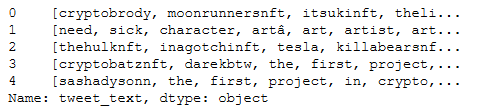 0 [cryptobrody, moonrunnersnft, itsukinft, theli...
1 [need, sick, character, artâ, art, artist, art...
2 [thehulknft, inagotchinft, tesla, killabearsnf...
3 [cryptobatznft, darekbtw, the, first, project,...
4 [sashadysonn, the, first, project, in, crypto,...
Name: tweet_text, dtype: object